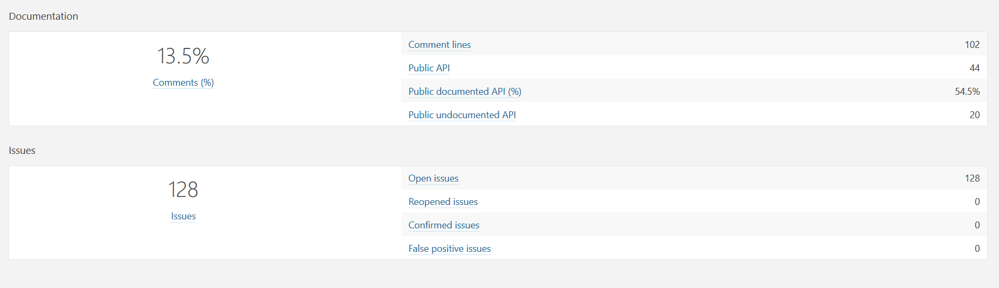 Documentation
13.5%
Comments (%)
Comment lines 102
Public API 44
Public documented API (%) 54.5%
Public undocumented API 20
Issues
128
Issues
Open issues 128
Reopened issues 0
Confirmed issues 0
False positive issues 0